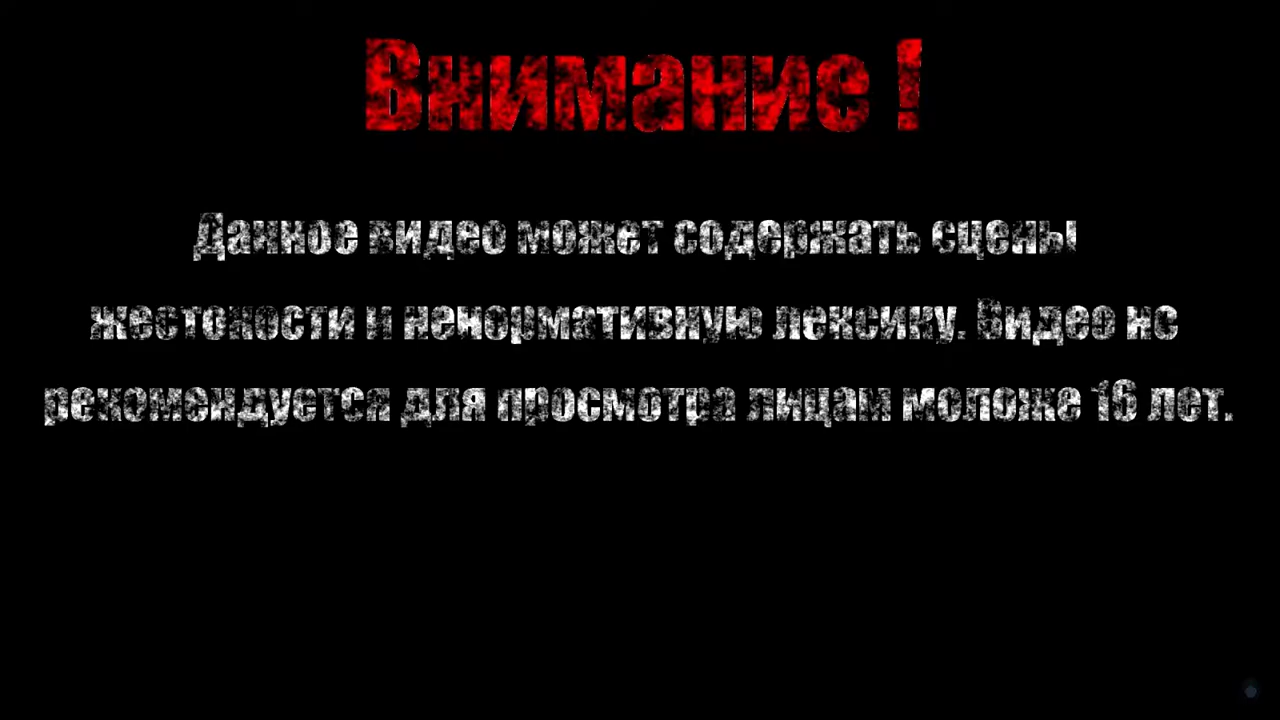 Внимание !
Данное видео может содержать сцены
жестокости и ненормативную лексику. Видео не
рекомендуется для просмотра лицам моложе 16 лет.